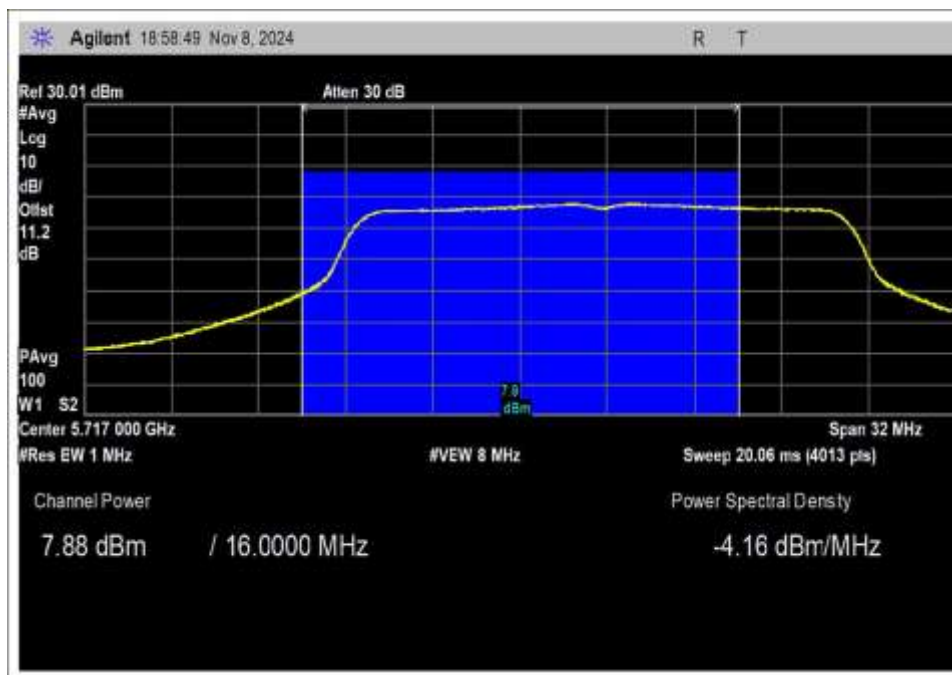 Agilent 18:58:49 Nov 8, 2024 R T
Ref 30.01 dBm Atten 30 dB
#Avg
Log
10
dB/
Offst
11.2
dB
PAvg
100
W1 S2
7.8
dBm
Center 5.717 000 GHz Span 32 MHz
#Res BW 1 MHz #VBW 8 MHz Sweep 20.06 ms (4013 pts)
Channel Power Power Spectral Density
7.88 dBm / 16.0000 MHz -4.16 dBm/MHz